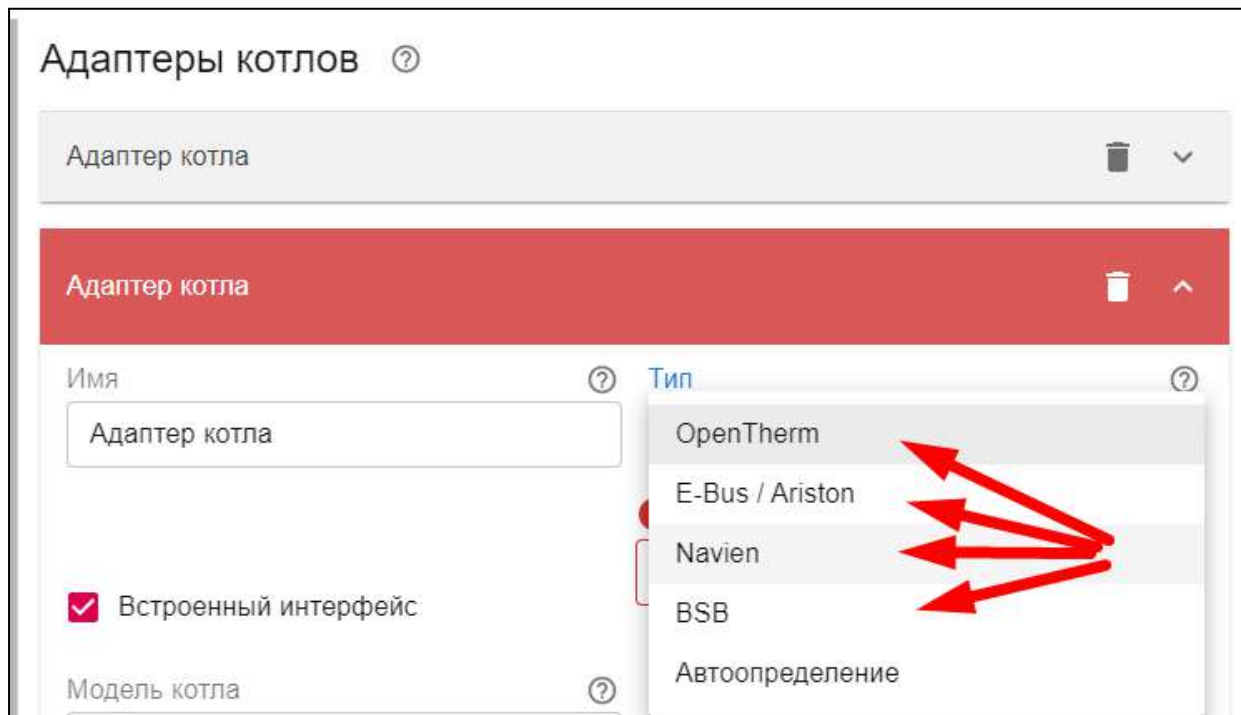 Адаптеры котлов
Адаптер котла
Адаптер котла
Имя
Тип
Адаптер котла
OpenTherm
E-Bus / Ariston
Navien
Встроенный интерфейс
BSB
Автоопределение
Модель котла